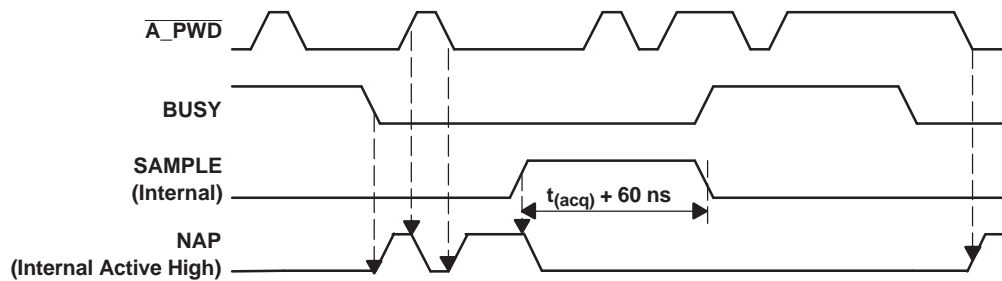 A_PWD
BUSY
SAMPLE
(Internal)
t(acq) + 60 ns
NAP
(Internal Active High)